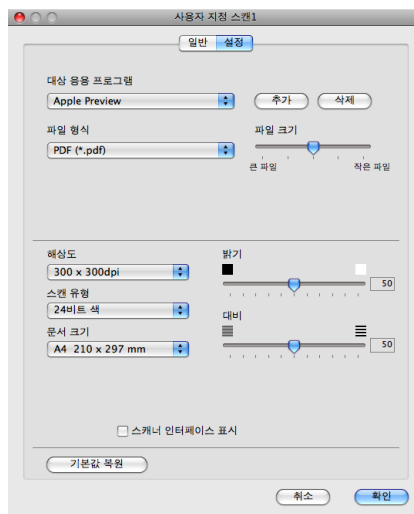 사용자 지정 스캔1
일반 설정
대상 응용 프로그램
Apple Preview 추가 삭제
파일 형식 파일 크기
PDF (*.pdf)
큰 파일 작은 파일
해상도 밝기
300 x 300dpi
50
스캔 유형
24비트 색
대비
문서 크기
A4 210 x 297 mm 50
스캐너 인터페이스 표시
기본값 복원
취소 확인